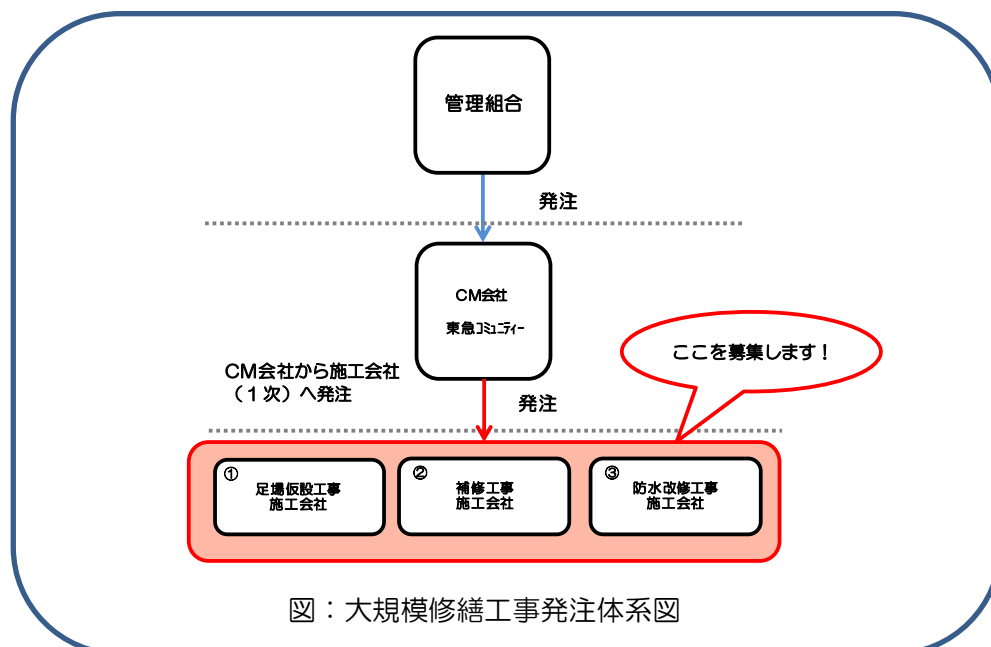 管理組合
発注
CM会社
東急ｺﾐｭﾆﾃｨｰ
ここを募集します！
CM会社から施工会社
（１次）へ発注
発注
①
足場仮設工事
施工会社
②
補修工事
施工会社
③
防水改修工事
施工会社
図：大規模修繕工事発注体系図